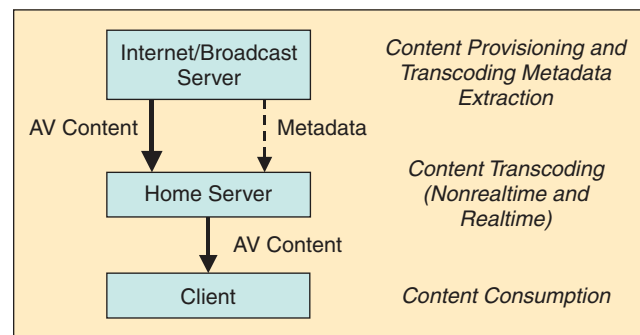 Internet/Broadcast
Server
Content Provisioning and
Transcoding Metadata
Extraction
AV Content
Metadata
Home Server
Content Transcoding
(Nonrealtime and
Realtime)
AV Content
Client
Content Consumption